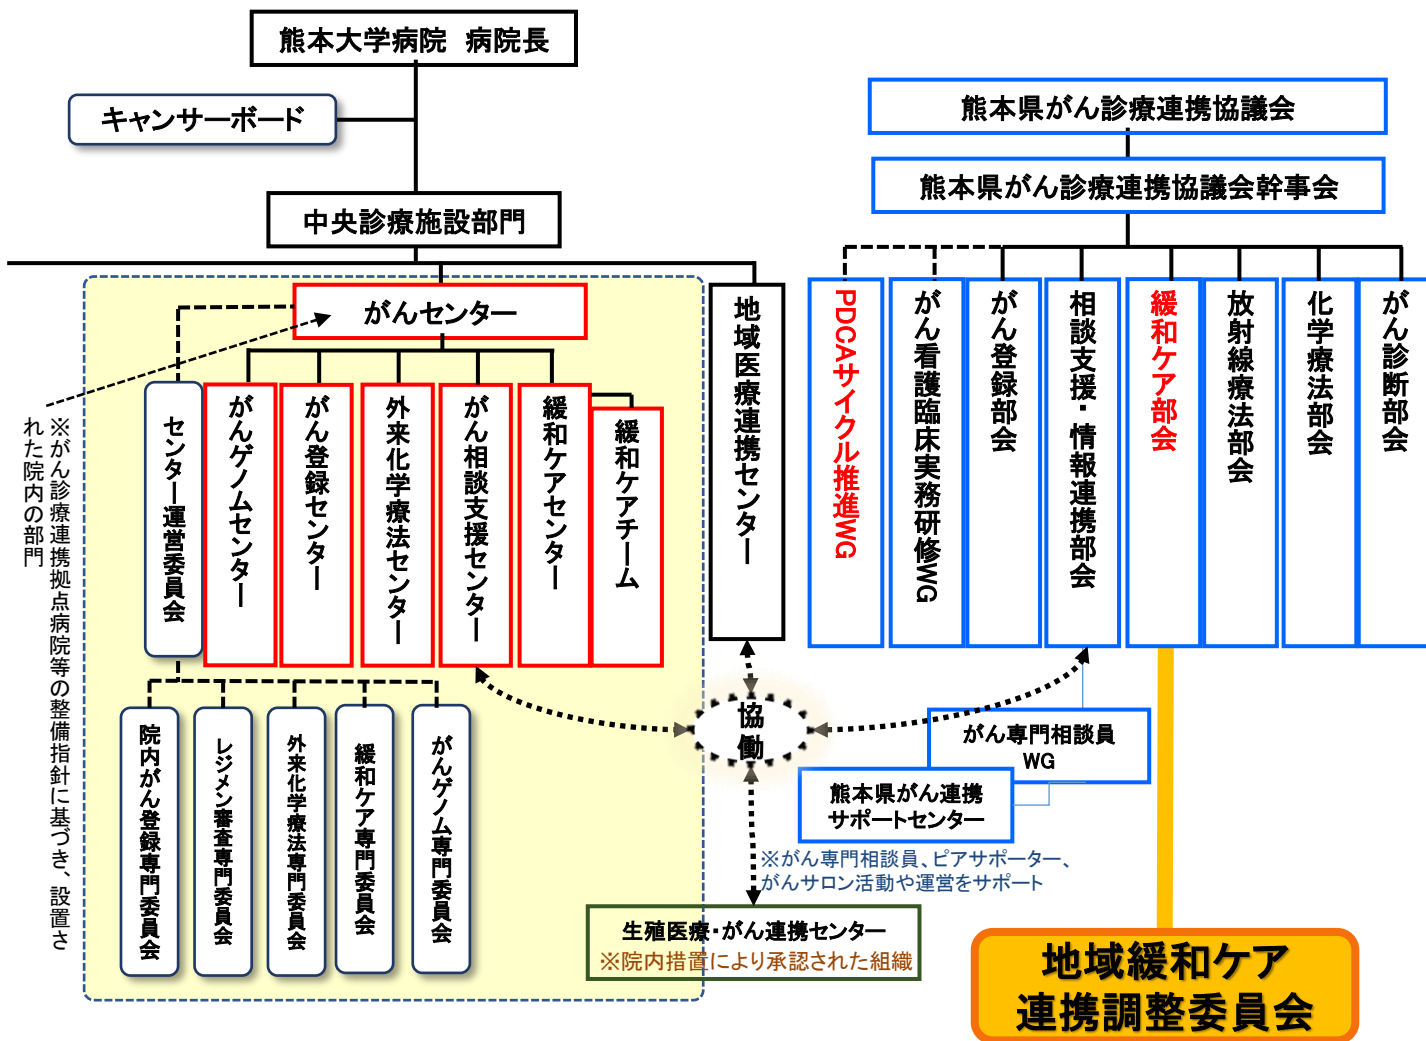 熊本大学病院　病院長
キャンサーボード
中央診療施設部門
がんセンター
センター運営委員会
がんゲノムセンター
がん登録センター
外来化学療法センター
がん相談支援センター
緩和ケアセンター
緩和ケアチーム
地域医療連携センター
※がん診療連携拠点病院等の整備指針に基づき、設置さ
れた院内の部門
院内がん登録専門委員会
レジメン審査専門委員会
外来化学療法専門委員会
緩和ケア専門委員会
がんゲノム専門委員会
協
働
生殖医療・がん連携センター
※院内措置により承認された組織
熊本県がん診療連携協議会
熊本県がん診療連携協議会幹事会
PDCAサイクル推進WG
がん看護臨床実務研修WG
がん登録部会
相談支援・情報連携部会
緩和ケア部会
放射線療法部会
化学療法部会
がん診断部会
がん専門相談員
WG
熊本県がん連携
サポートセンター
※がん専門相談員、ピアサポーター、
がんサロン活動や運営をサポート
地域緩和ケア
連携調整委員会